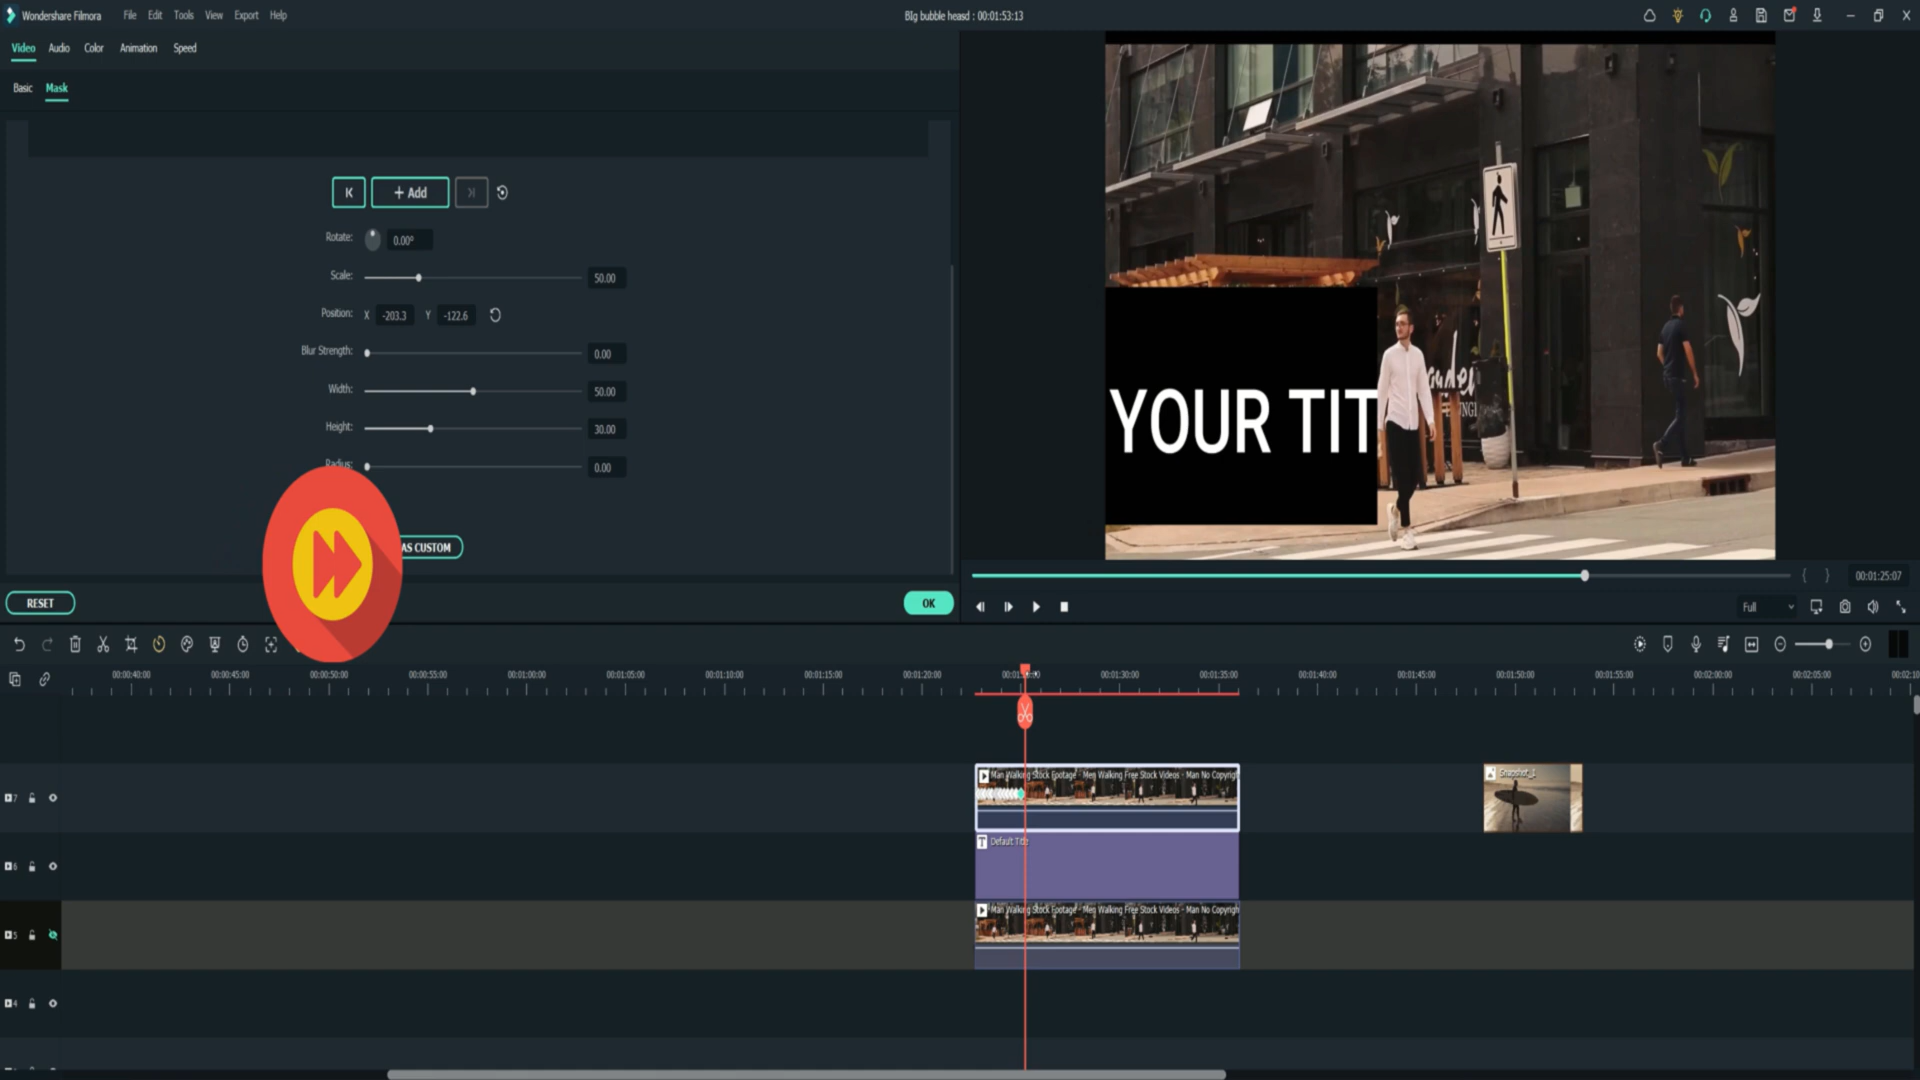 Wondershare Filmora File Edit Tools View Export Help
BIg bubble heasd : 00:01:53:13
Video Audio Color Animation Speed
Basic Mask
+ Add
Rotate: 0.00°
Scale: 50.00
Position: X -203.3 Y -122.6
Blur Strength: 0.00
Width: 50.00
Height: 30.00
Radius: 0.00
AS CUSTOM
RESET
OK
YOUR TIT
00:01:25:07
Full
00:00:40:00 00:00:45:00 00:00:50:00 00:00:55:00 00:01:00:00 00:01:05:00 00:01:10:00 00:01:15:00 00:01:20:00 00:01:30:00 00:01:35:00 00:01:40:00 00:01:45:00 00:01:50:00 00:01:55:00 00:02:00:00 00:02:05:00 00:02:10
7
Man Walking Stock Footage - Men Walking Free Stock Videos - Man No Copyrigh
Snapshot_1
6
T Default Title
5
Man Walking Stock Footage - Men Walking Free Stock Videos - Man No Copyrigh
4